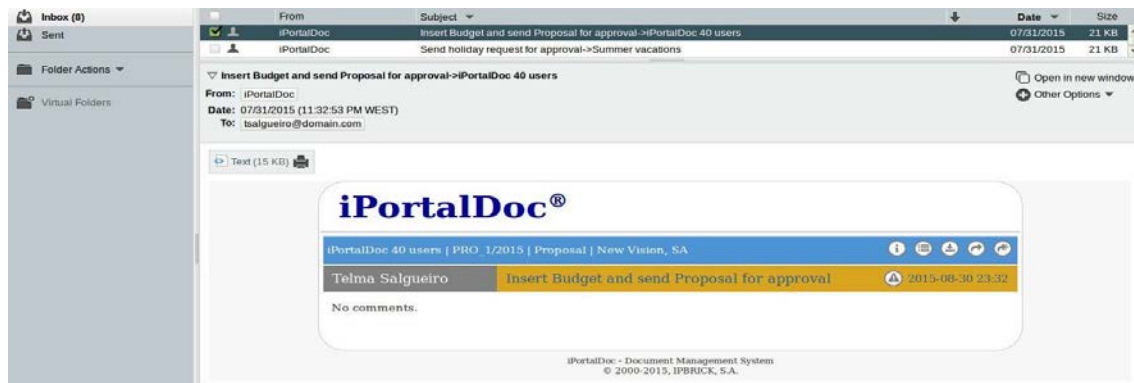 Inbox (8)
Sent
Folder Actions
Virtual Folders
From Subject Date Size
iPortalDoc Insert Budget and send Proposal for approval->iPortalDoc 40 users 07/31/2015 21 KB
iPortalDoc Send holiday request for approval->Summer vacations 07/31/2015 21 KB
Insert Budget and send Proposal for approval->iPortalDoc 40 users
Open in new window
From: iPortalDoc
Other Options
Date: 07/31/2015 (11:32:53 PM WEST)
To: tsalgueiro@domain.com
Text (15 KB)
iPortalDoc®
iPortalDoc 40 users | PRO_1/2015 | Proposal | New Vision, SA
Telma Salgueiro Insert Budget and send Proposal for approval 2015-08-30 23:32
No comments.
iPortalDoc - Document Management System
© 2000-2015, IPBRICK, S.A.